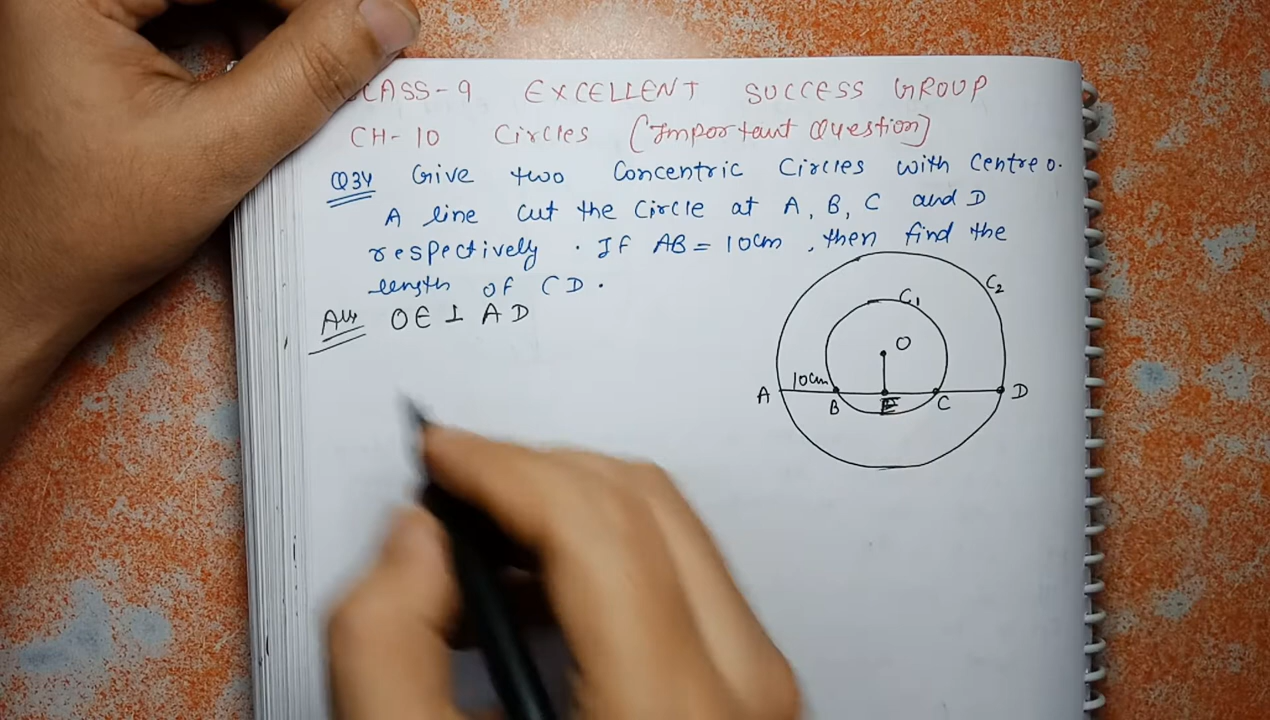 CLASS-9 EXCELLENT SUCCESS GROUP
CH-10 Circles (Important Question)
Q34 Give two Concentric Circles with Centre O.
A line cut the Circle at A, B, C and D
respectively. If AB = 10cm, then find the
length of CD.
Ans OE ⊥ AD
C2
C1
O
10cm
A
B
E
C
D